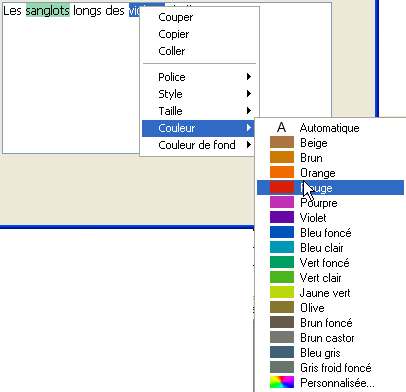 Les sanglots longs des
Couper
Copier
Coller
Police
Style
Taille
Couleur
Couleur de fond
A Automatique
Beige
Brun
Orange
Rouge
Pourpre
Violet
Bleu foncé
Bleu clair
Vert foncé
Vert clair
Jaune vert
Olive
Brun foncé
Brun castor
Bleu gris
Gris froid foncé
Personnalisée...